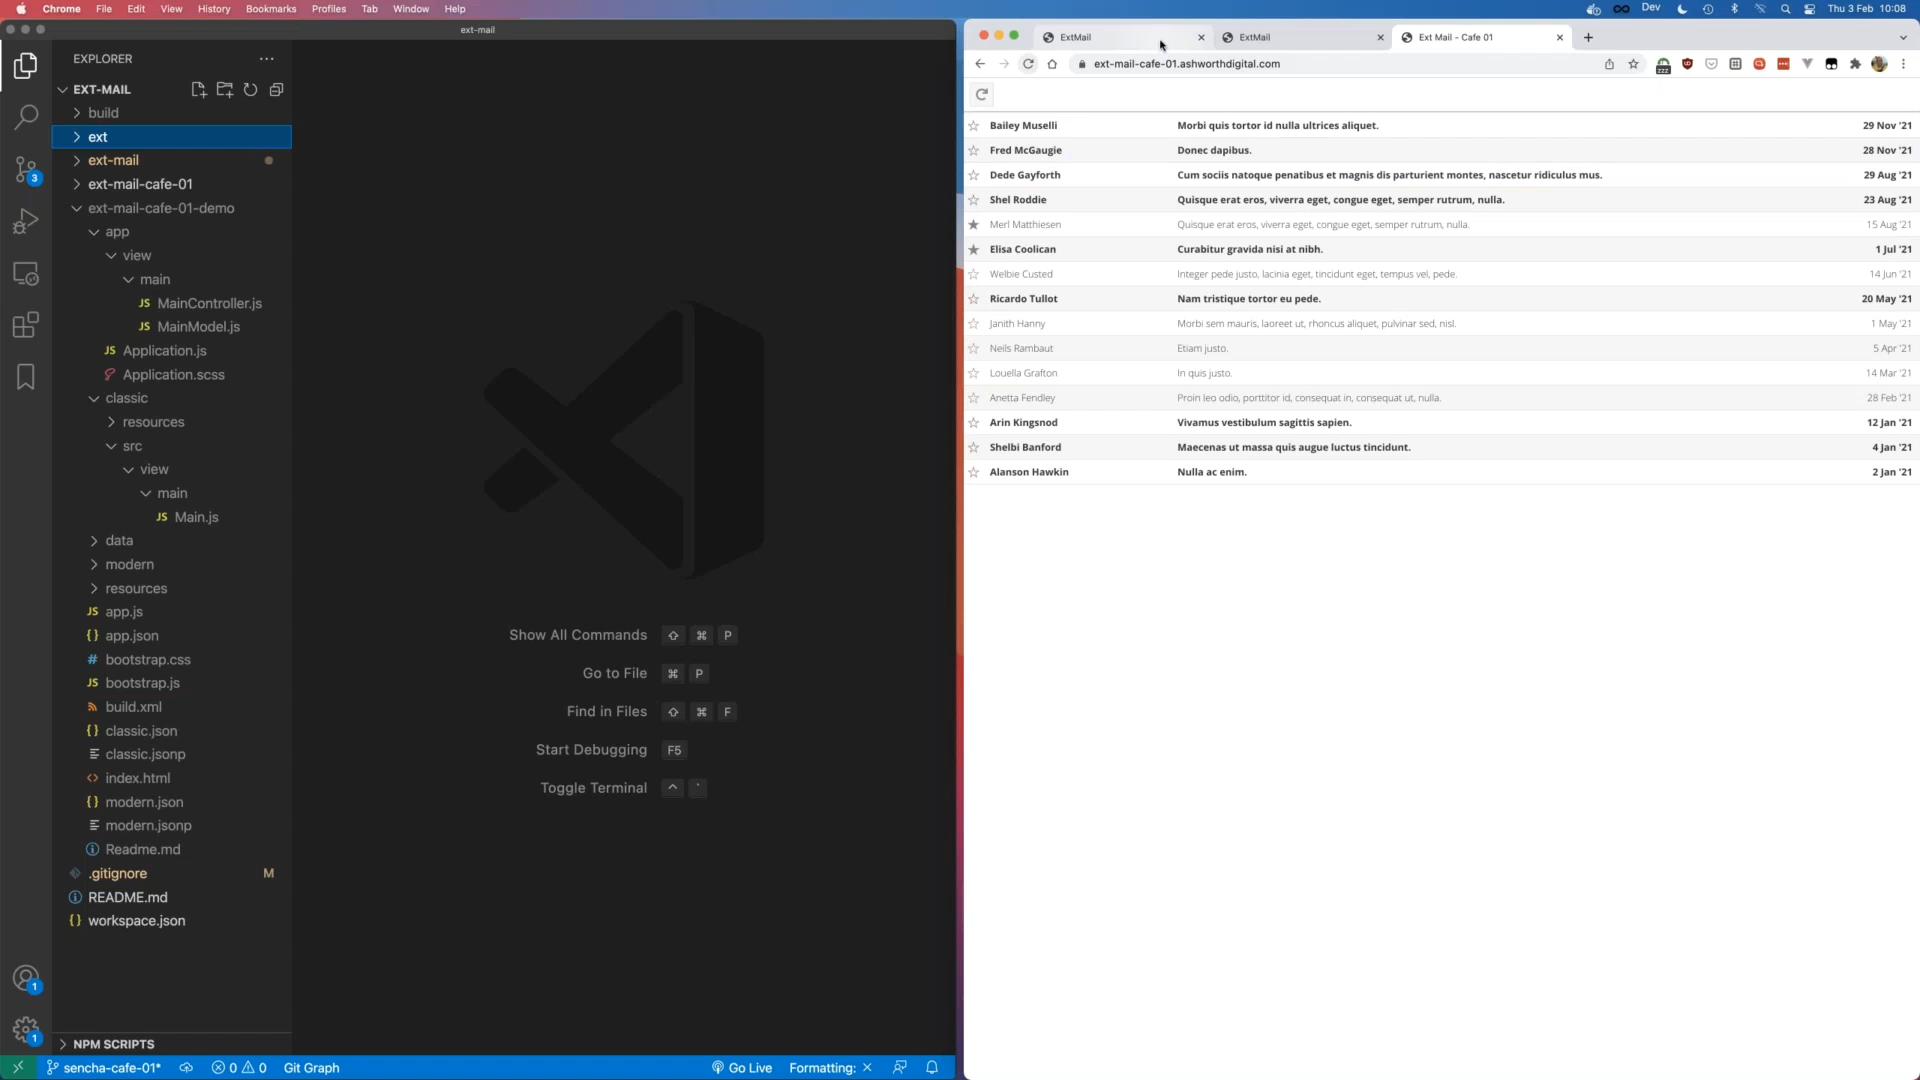 Chrome File Edit View History Bookmarks Profiles Tab Window Help
Dev Thu 3 Feb 10:08
ext-mail
EXPLORER
EXT-MAIL
build
ext
ext-mail
ext-mail-cafe-01
ext-mail-cafe-01-demo
app
view
main
JS MainController.js
JS MainModel.js
JS Application.js
Application.scss
classic
resources
src
view
main
JS Main.js
data
modern
resources
JS app.js
{} app.json
# bootstrap.css
JS bootstrap.js
build.xml
{} classic.json
classic.jsonp
<> index.html
{} modern.json
modern.jsonp
Readme.md
.gitignore M
README.md
{} workspace.json
NPM SCRIPTS
3
1
1
Show All Commands ⇧ ⌘ P
Go to File ⌘ P
Find in Files ⇧ ⌘ F
Start Debugging F5
Toggle Terminal ^ `
sencha-cafe-01* 0 0 Git Graph Go Live Formatting: ×
ExtMail
ExtMail
Ext Mail - Cafe 01
ext-mail-cafe-01.ashworthdigital.com
Bailey Muselli Morbi quis tortor id nulla ultrices aliquet. 29 Nov '21
Fred McGaugie Donec dapibus. 28 Nov '21
Dede Gayforth Cum sociis natoque penatibus et magnis dis parturient montes, nascetur ridiculus mus. 29 Aug '21
Shel Roddie Quisque erat eros, viverra eget, congue eget, semper rutrum, nulla. 23 Aug '21
Merl Matthiesen Quisque erat eros, viverra eget, congue eget, semper rutrum, nulla. 15 Aug '21
Elisa Coolican Curabitur gravida nisi at nibh. 1 Jul '21
Welbie Custed Integer pede justo, lacinia eget, tincidunt eget, tempus vel, pede. 14 Jun '21
Ricardo Tullot Nam tristique tortor eu pede. 20 May '21
Janith Hanny Morbi sem mauris, laoreet ut, rhoncus aliquet, pulvinar sed, nisl. 1 May '21
Neils Rambaut Etiam justo. 5 Apr '21
Louella Grafton In quis justo. 14 Mar '21
Anetta Fendley Proin leo odio, porttitor id, consequat in, consequat ut, nulla. 28 Feb '21
Arin Kingsnod Vivamus vestibulum sagittis sapien. 12 Jan '21
Shelbi Banford Maecenas ut massa quis augue luctus tincidunt. 4 Jan '21
Alanson Hawkin Nulla ac enim. 2 Jan '21